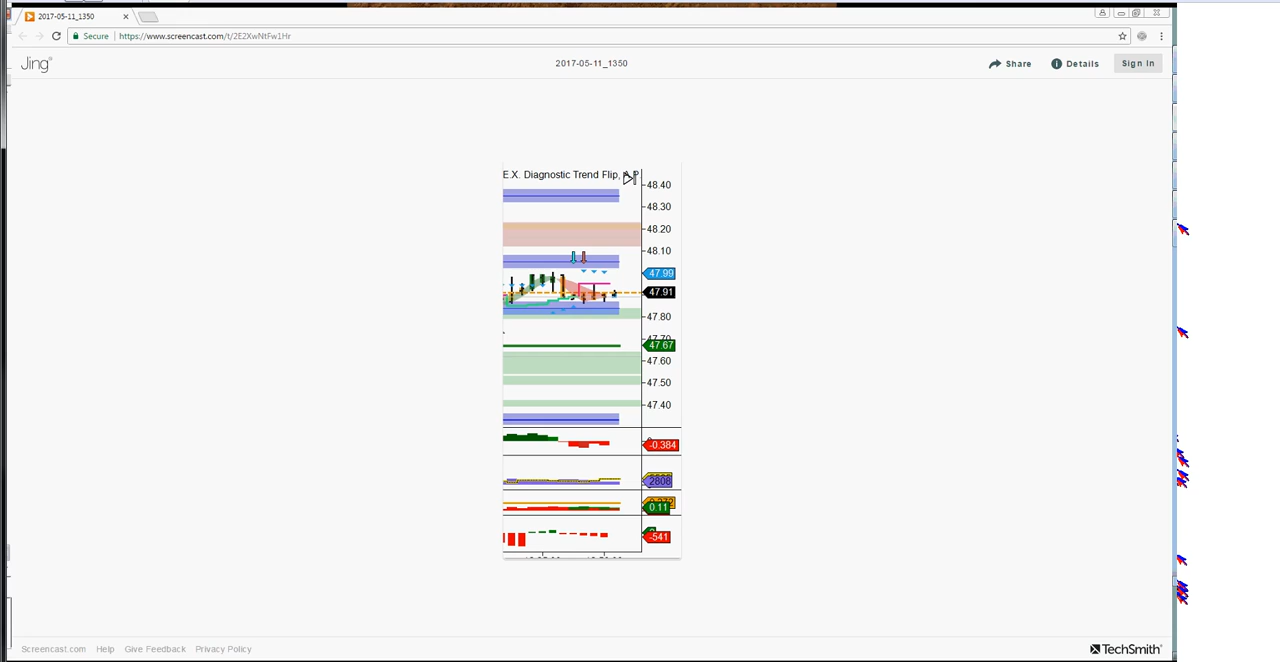 2017-05-11_1350
Secure https://www.screencast.com/t/2E2XwNtFw1Hr
Jing®
2017-05-11_1350
Share
Details
Sign In
E.X. Diagnostic Trend Flip,
48.40
48.30
48.20
48.10
47.99
47.91
47.80
47.70
47.67
47.60
47.50
47.40
-0.384
2808
0.11
-541
Screencast.com Help Give Feedback Privacy Policy
TechSmith